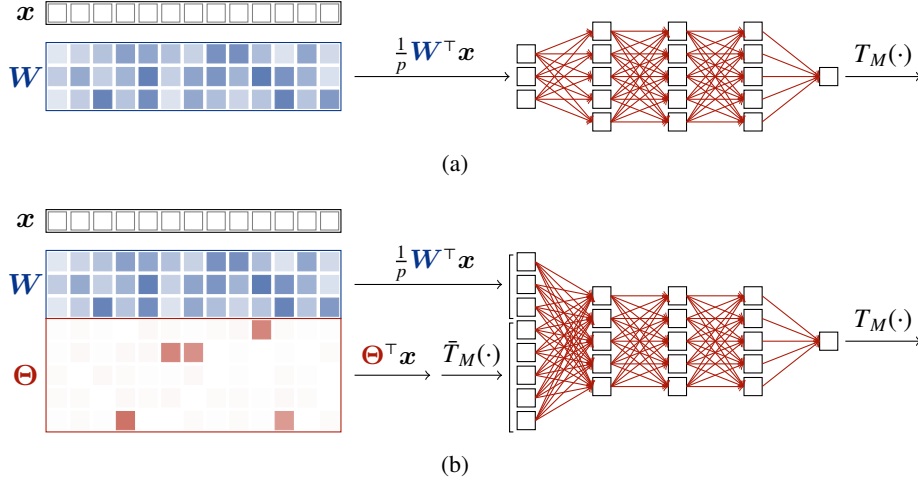 x
W
1/p W⊤x
T_M(·)
(a)
x
W
1/p W⊤x
Θ
Θ⊤x
T̄_M(·)
T_M(·)
(b)